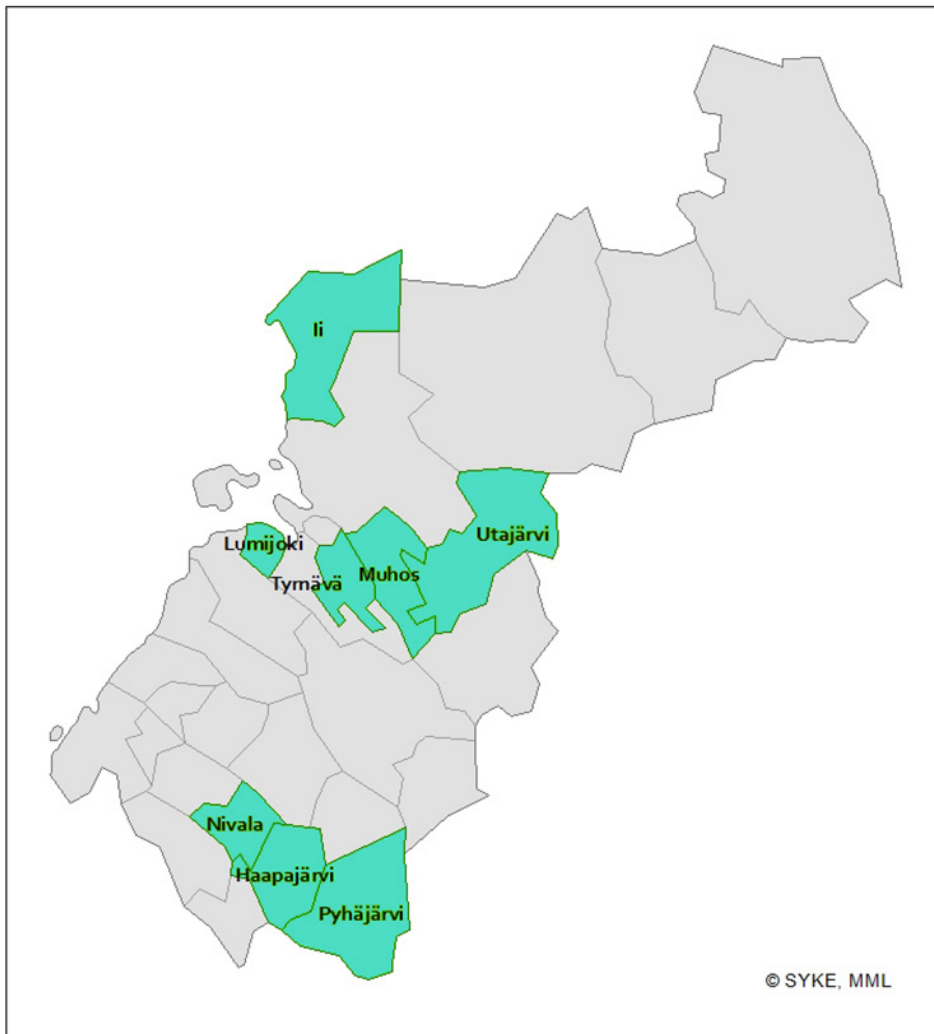 Ii
Utajärvi
Lumijoki
Muhos
Tyrnävä
Nivala
Haapajärvi
Pyhäjärvi
© SYKE, MML